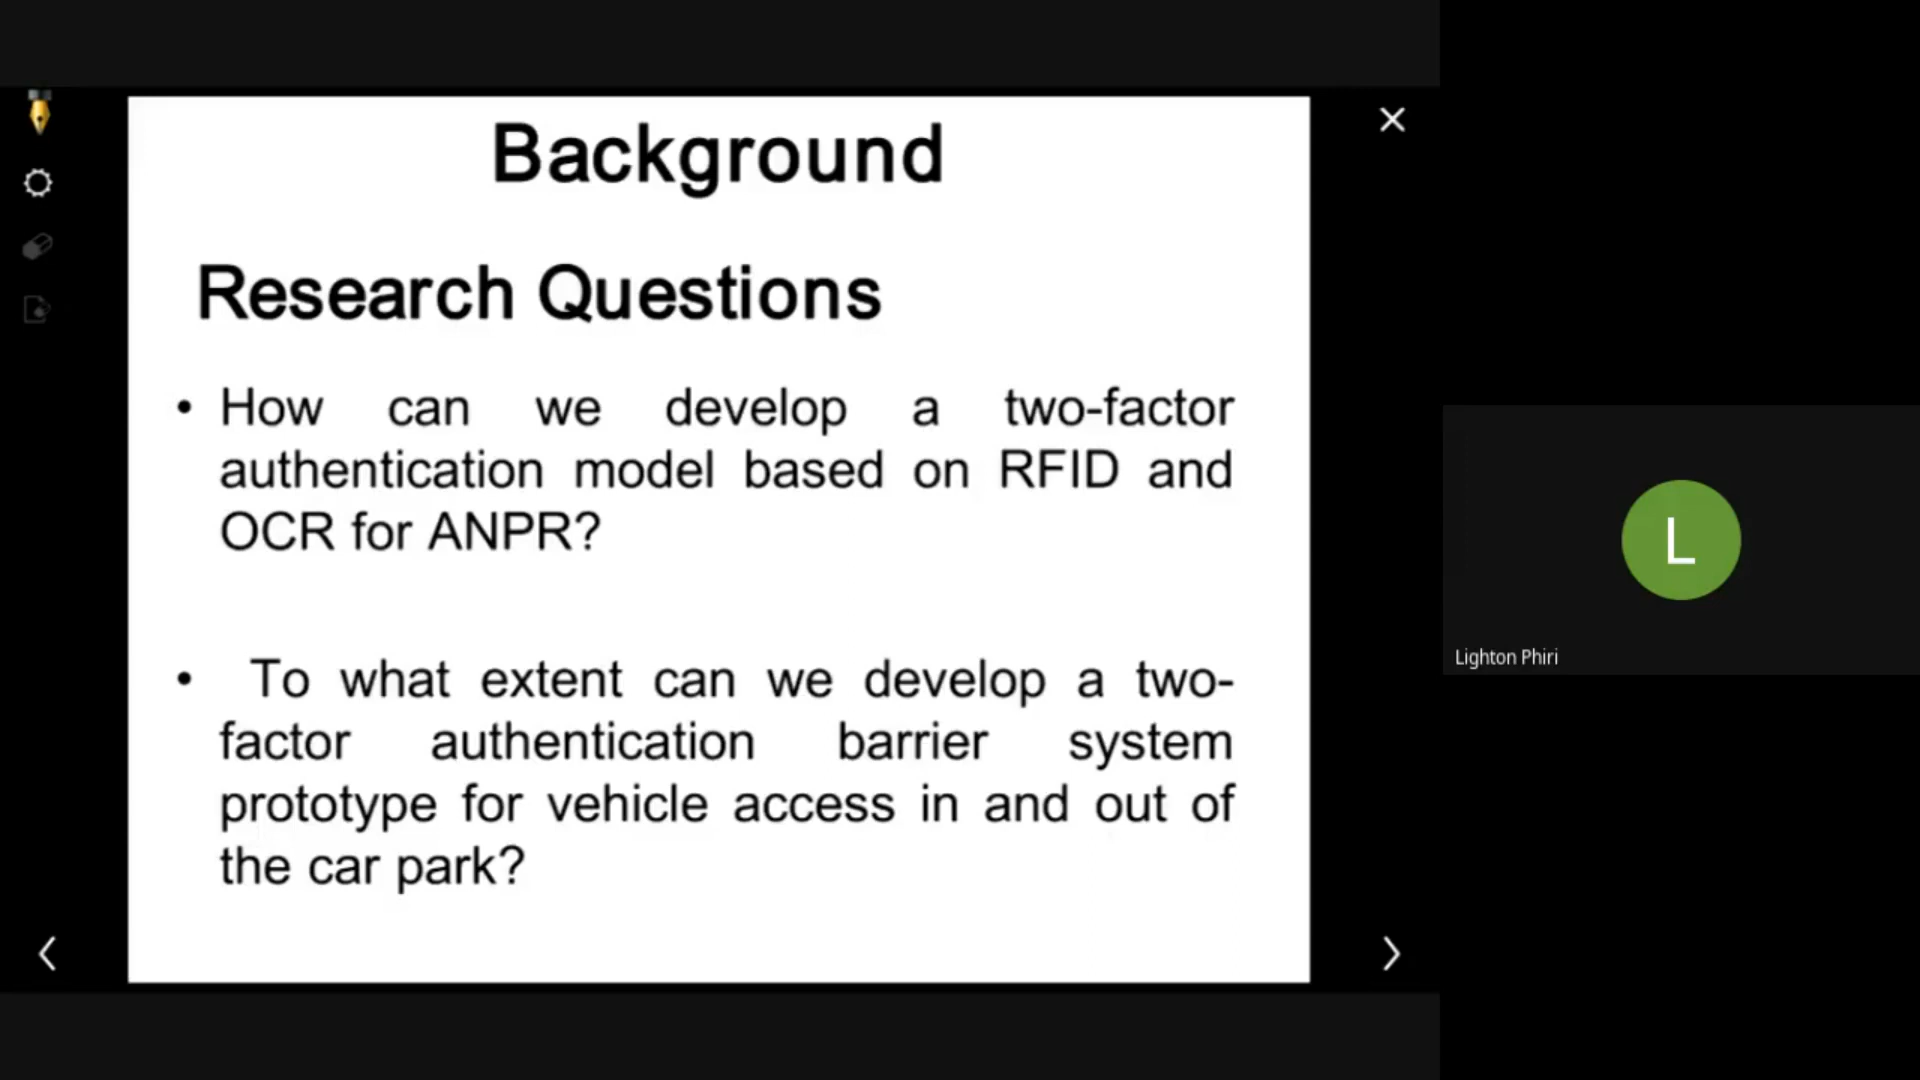 Background
Research Questions
• How can we develop a two-factor
authentication model based on RFID and
OCR for ANPR?
• To what extent can we develop a two-
factor authentication barrier system
prototype for vehicle access in and out of
the car park?
L
Lighton Phiri